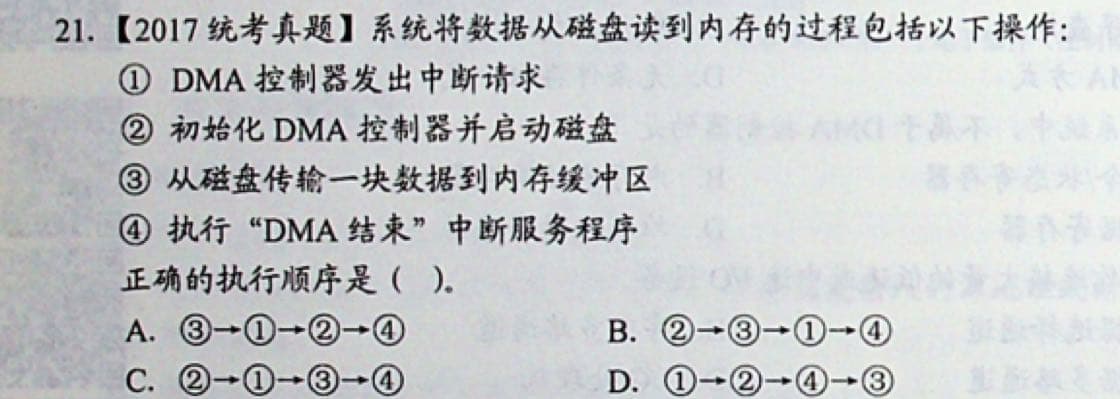 21.【2017 统考真题】系统将数据从磁盘读到内存的过程包括以下操作:
① DMA 控制器发出中断请求
② 初始化 DMA 控制器并启动磁盘
③ 从磁盘传输一块数据到内存缓冲区
④ 执行“DMA 结束”中断服务程序
正确的执行顺序是 ( )。
A. ③→①→②→④ B. ②→③→①→④
C. ②→①→③→④ D. ①→②→④→③